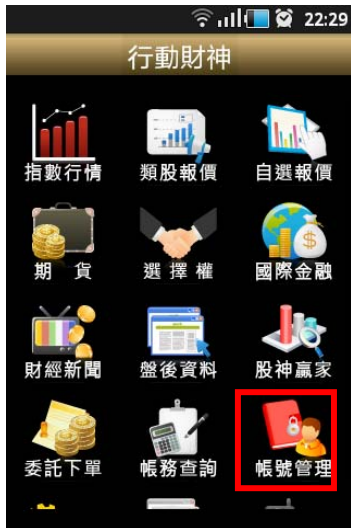 22:29
行動財神
指數行情 類股報價 自選報價
期 貨 選 擇 權 國際金融
財經新聞 盤後資料 股神贏家
委託下單 帳務查詢 帳號管理